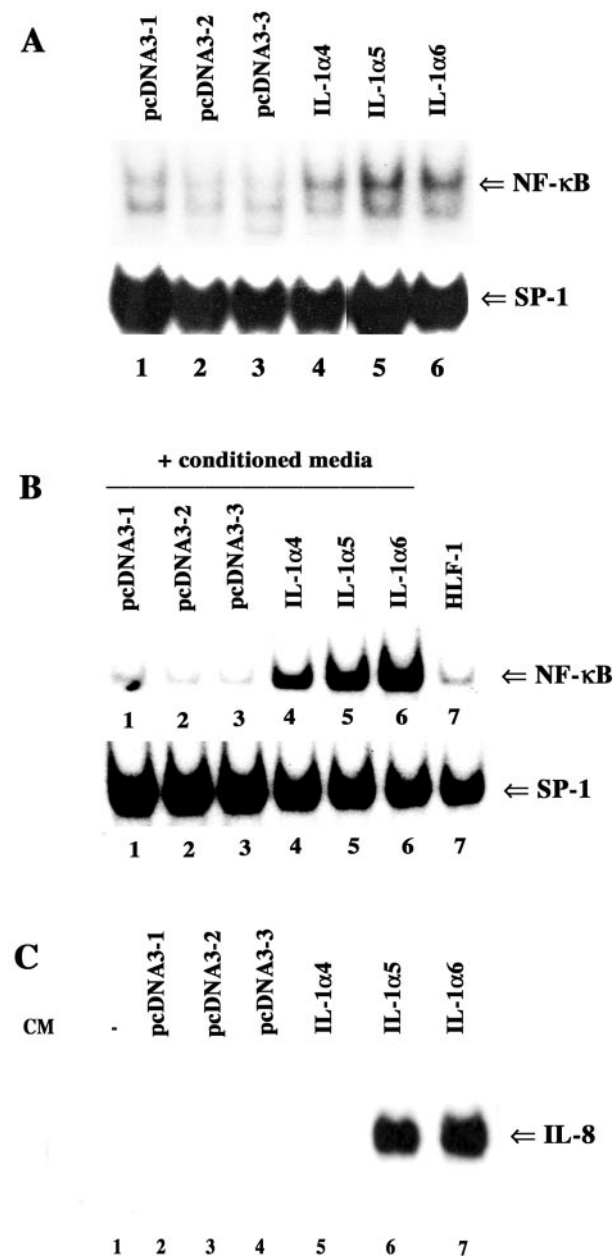 A
pcDNA3-1 pcDNA3-2 pcDNA3-3 IL-1α4 IL-1α5 IL-1α6
⇐ NF-κB
⇐ SP-1
1 2 3 4 5 6
+ conditioned media
B
pcDNA3-1 pcDNA3-2 pcDNA3-3 IL-1α4 IL-1α5 IL-1α6 HLF-1
⇐ NF-κB
1 2 3 4 5 6 7
⇐ SP-1
1 2 3 4 5 6 7
C
CM - pcDNA3-1 pcDNA3-2 pcDNA3-3 IL-1α4 IL-1α5 IL-1α6
⇐ IL-8
1 2 3 4 5 6 7